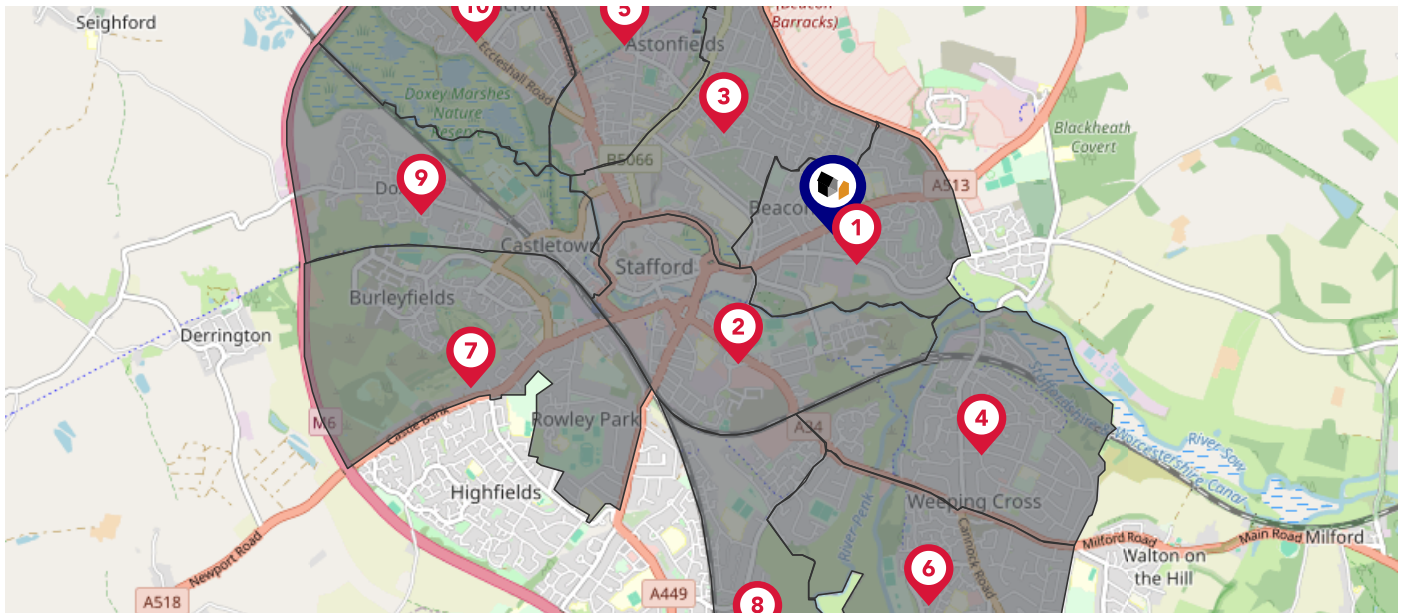 Seighford
10
5
(Beacon
Barracks)
Astonfields
Eccleshall Road
3
Doxey Marshes
Nature
Reserve
Blackheath
Covert
B5066
9
A513
Beacon
1
Castletown
Stafford
Burleyfields
2
Derrington
7
M6
Castle Bank
Rowley Park
A34
4
Staffordshire
Worcestershire Canal
River Sow
Highfields
Weeping Cross
River Penk
Cannock Road
Newport Road
Milford Road
Main Road
Milford
Walton on
the Hill
6
A518
A449
8